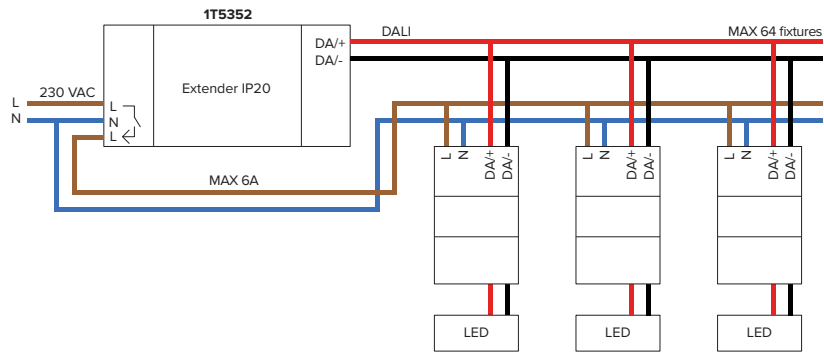 1T5352
DALI
MAX 64 fixtures
DA/+
DA/-
230 VAC
Extender IP20
L
N
L
N
L
MAX 6A
L
N
DA/+
DA/-
L
N
DA/+
DA/-
L
N
DA/+
DA/-
LED
LED
LED